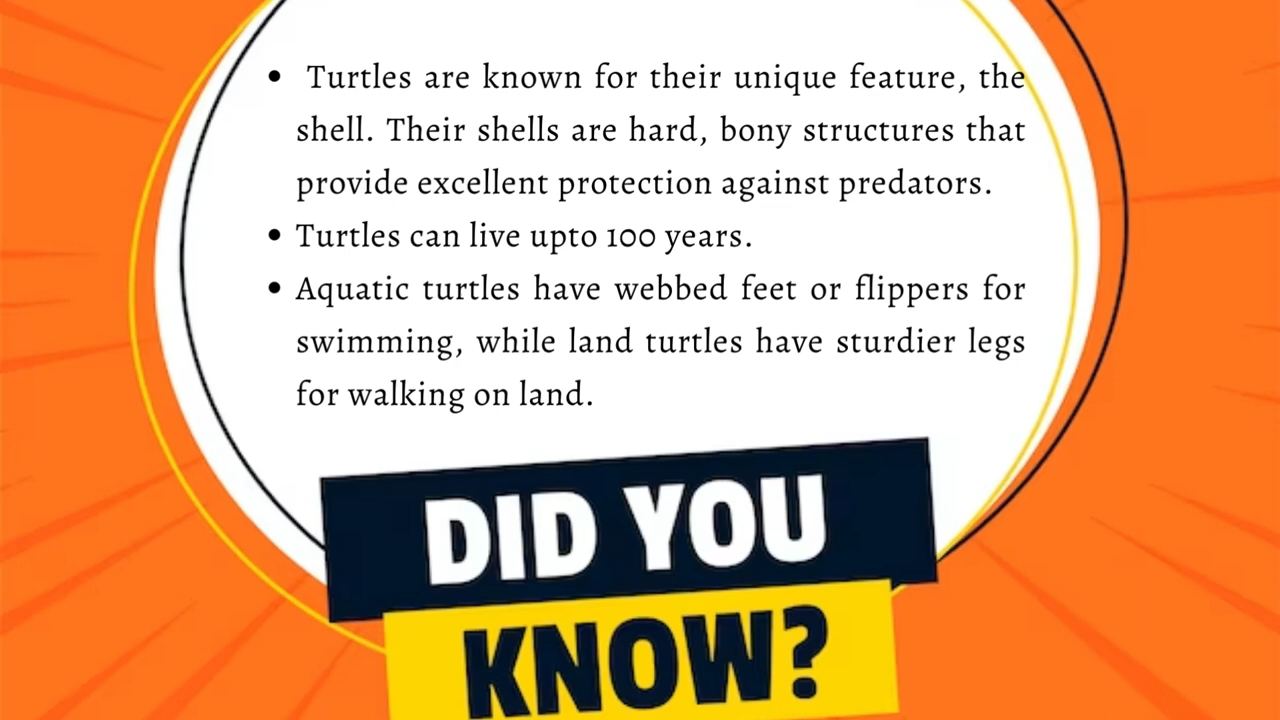 • Turtles are known for their unique feature, the
shell. Their shells are hard, bony structures that
provide excellent protection against predators.
• Turtles can live upto 100 years.
• Aquatic turtles have webbed feet or flippers for
swimming, while land turtles have sturdier legs
for walking on land.
DID YOU
KNOW?